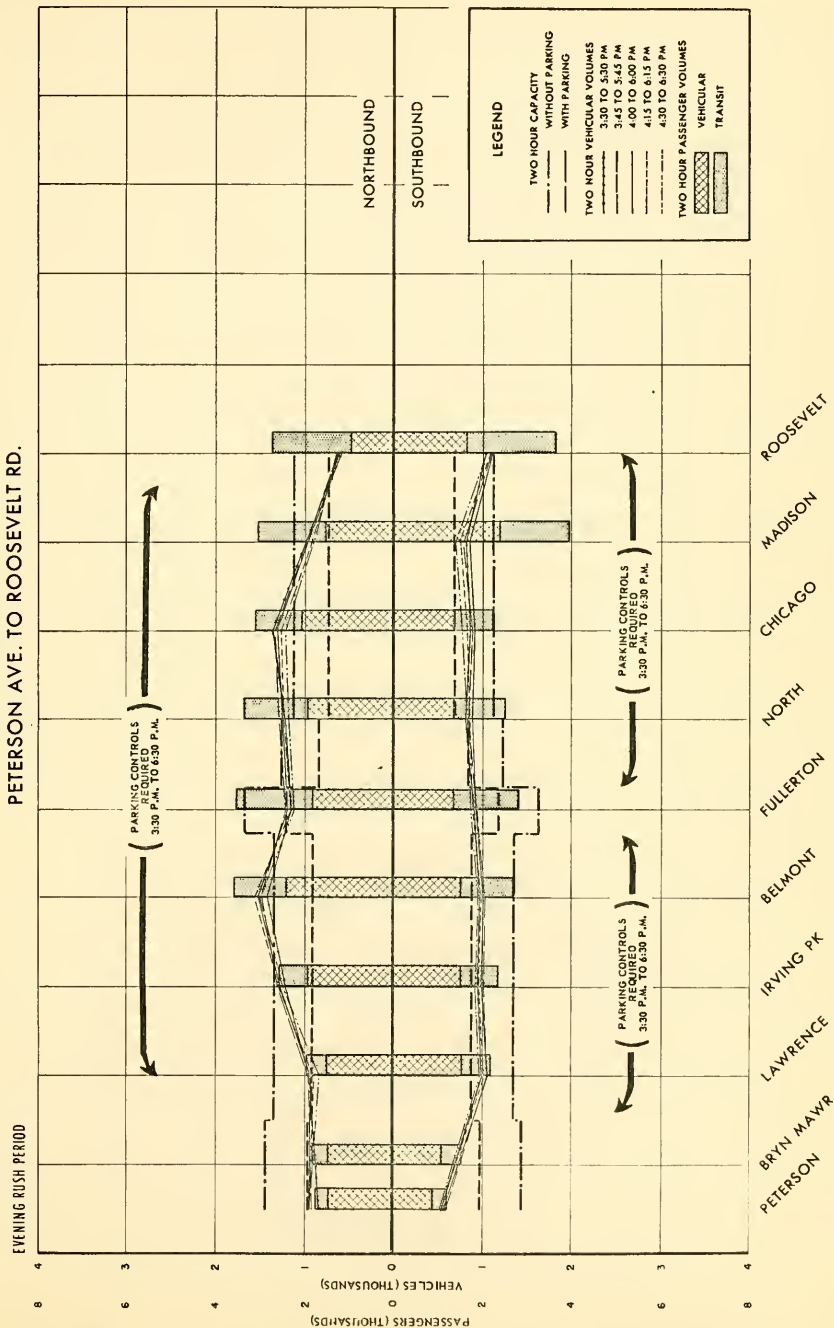 PETERSON AVE. TO ROOSEVELT RD.
EVENING RUSH PERIOD
NORTHBOUND
SOUTHBOUND
LEGEND
TWO HOUR CAPACITY
WITHOUT PARKING
WITH PARKING
TWO HOUR VEHICULAR VOLUMES
3:30 TO 5:30 PM
3:45 TO 5:45 PM
4:00 TO 6:00 PM
4:15 TO 6:15 PM
4:30 TO 6:30 PM
TWO HOUR PASSENGER VOLUMES
VEHICULAR
TRANSIT
(PARKING CONTROLS
REQUIRED
3:30 P.M. TO 6:30 P.M.)
(PARKING CONTROLS
REQUIRED
3:30 P.M. TO 6:30 P.M.)
(PARKING CONTROLS
REQUIRED
3:30 P.M. TO 6:30 P.M.)
PASSENGERS (THOUSANDS)
8 6 4 2 0 2 4 6 8
VEHICLES (THOUSANDS)
4 3 2 1 0 1 2 3 4
PETERSON
BRYN MAWR
LAWRENCE
IRVING PK
BELMONT
FULLERTON
NORTH
CHICAGO
MADISON
ROOSEVELT